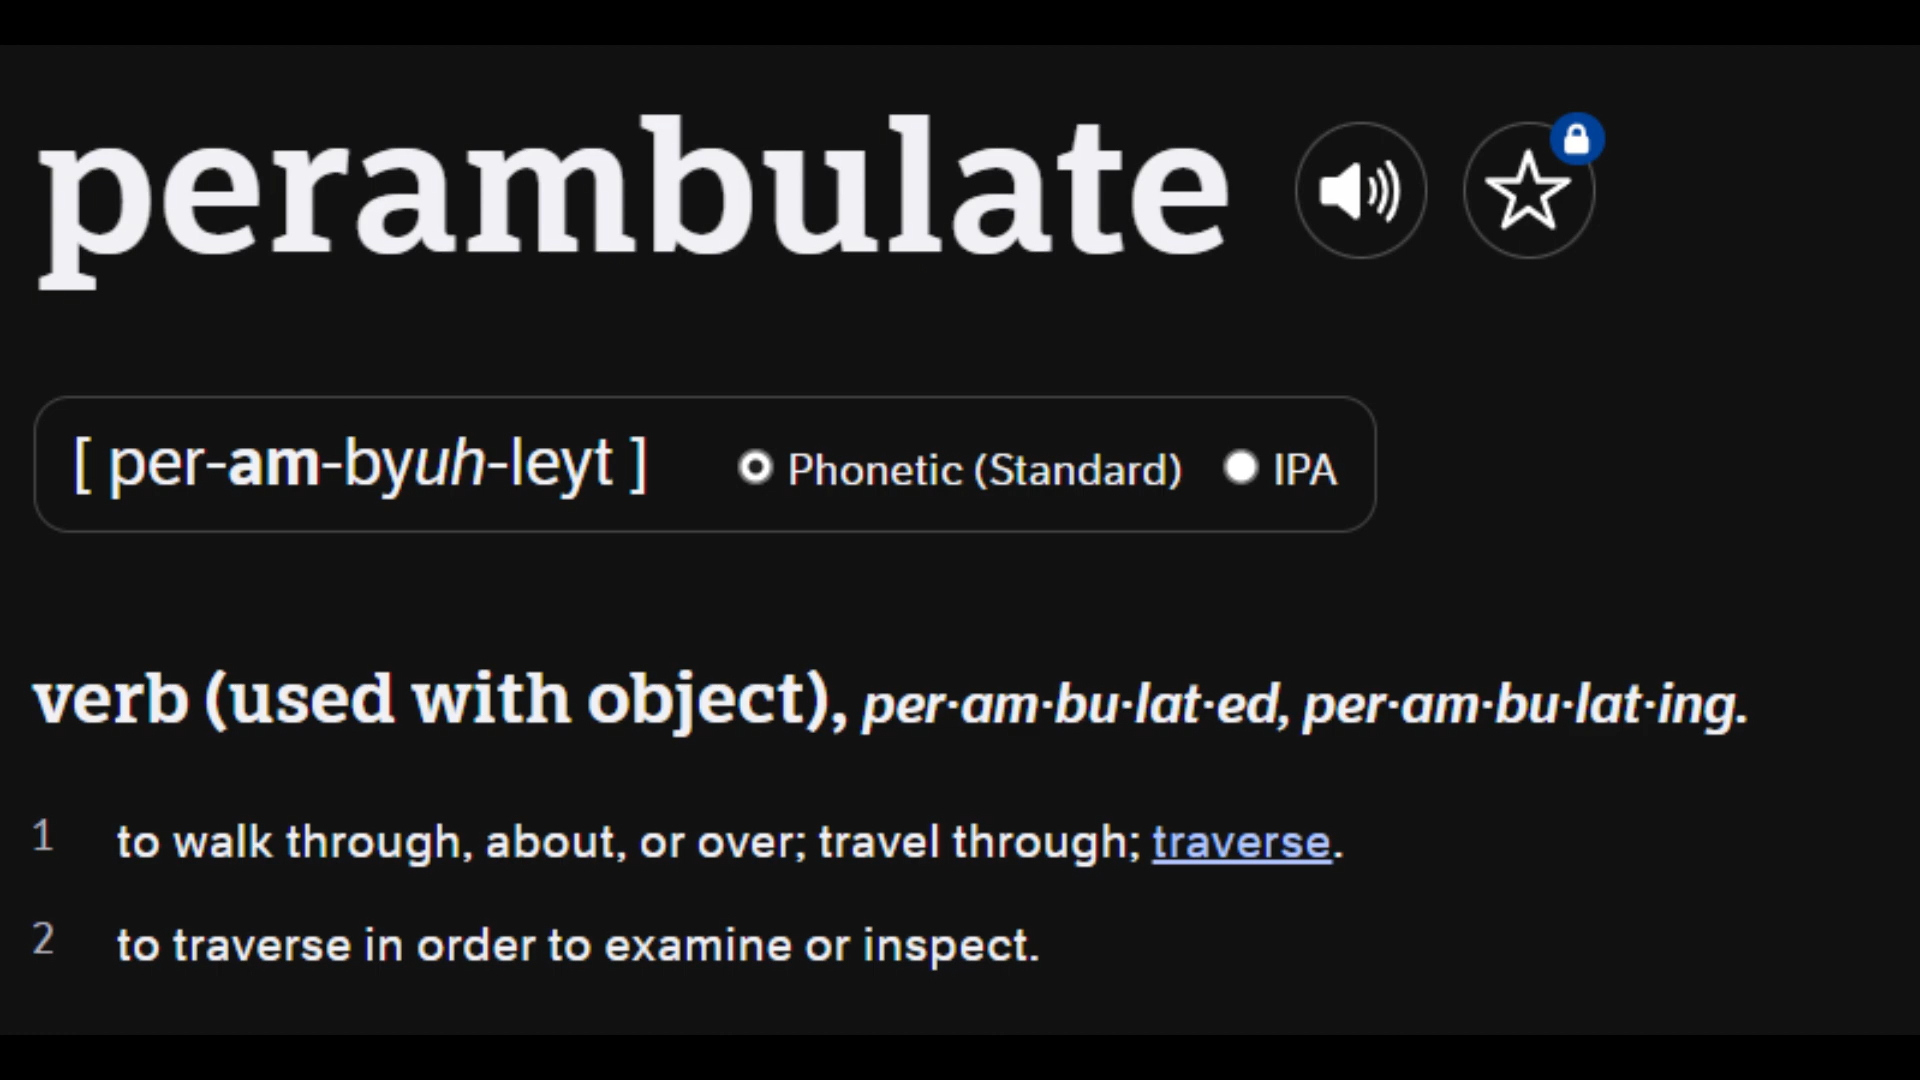 perambulate
[ per-am-byuh-leyt ] Phonetic (Standard) IPA
verb (used with object), per·am·bu·lat·ed, per·am·bu·lat·ing.
1 to walk through, about, or over; travel through; traverse.
2 to traverse in order to examine or inspect.